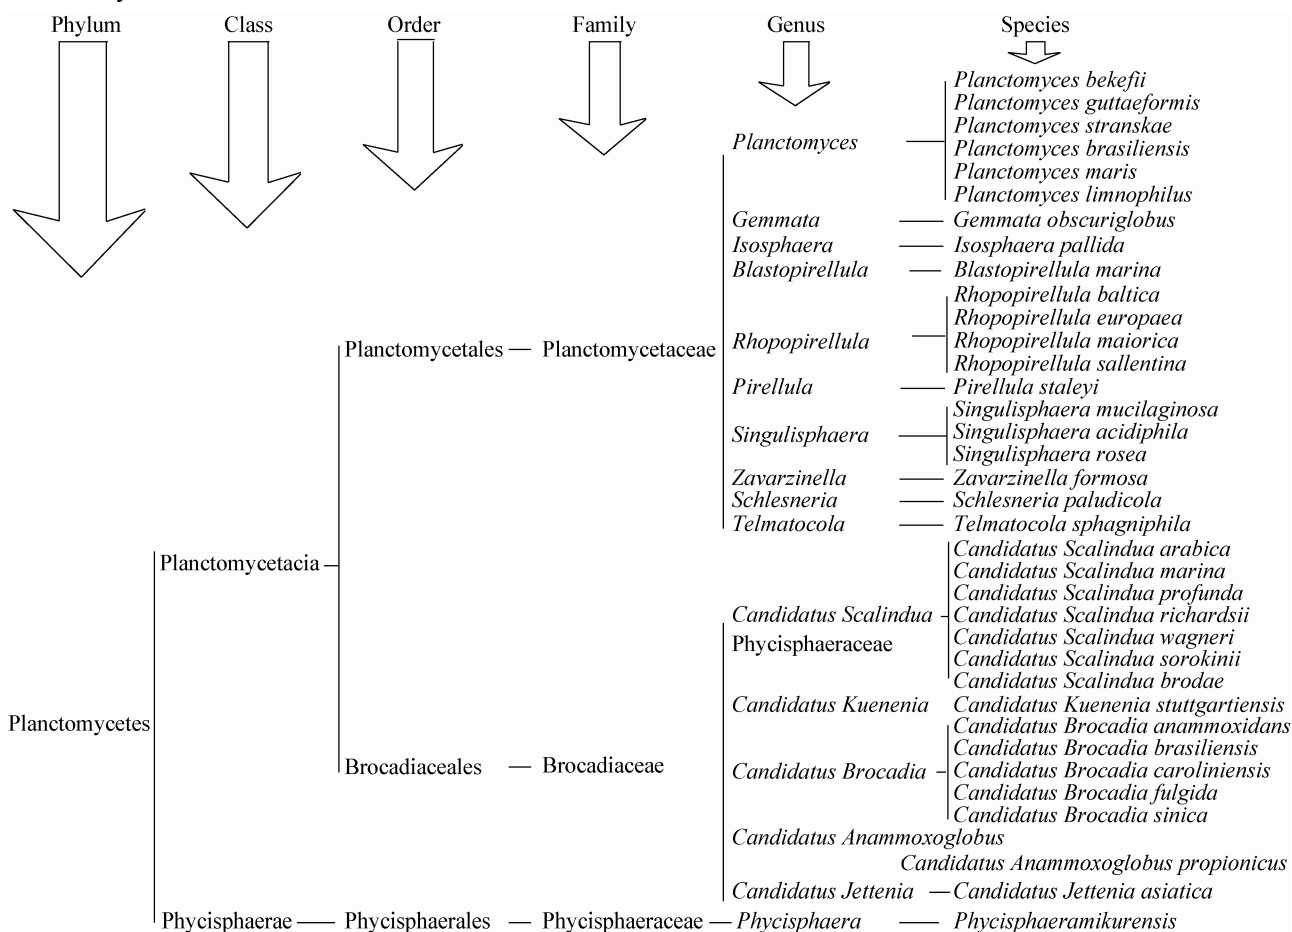 Phylum Class Order Family Genus Species
Planctomyces bekefii
Planctomyces guttaeformis
Planctomyces stranskae
Planctomyces Planctomyces brasiliensis
Planctomyces maris
Planctomyces limnophilus
Gemmata Gemmata obscuriglobus
Isosphaera Isosphaera pallida
Blastopirellula Blastopirellula marina
Rhopopirellula baltica
Rhopopirellula europaea
Planctomycetales Planctomycetaceae Rhopopirellula Rhopopirellula maiorica
Rhopopirellula sallentina
Pirellula Pirellula staleyi
Singulisphaera mucilaginosa
Singulisphaera Singulisphaera acidiphila
Singulisphaera rosea
Zavarzinella Zavarzinella formosa
Schlesneria Schlesneria paludicola
Telmatocola Telmatocola sphagniphila
Candidatus Scalindua arabica
Planctomycetacia Candidatus Scalindua marina
Candidatus Scalindua profunda
Candidatus Scalindua Candidatus Scalindua richardsii
Phycisphaeraceae Candidatus Scalindua wagneri
Candidatus Scalindua sorokinii
Candidatus Scalindua brodae
Candidatus Kuenenia Candidatus Kuenenia stuttgartiensis
Planctomycetes Candidatus Brocadia anammoxidans
Candidatus Brocadia brasiliensis
Brocadiaceales Brocadiaceae Candidatus Brocadia Candidatus Brocadia caroliniensis
Candidatus Brocadia fulgida
Candidatus Brocadia sinica
Candidatus Anammoxoglobus
Candidatus Anammoxoglobus propionicus
Candidatus Jettenia Candidatus Jettenia asiatica
Phycisphaerae Phycisphaerales Phycisphaeraceae Phycisphaera Phycisphaeramikurensis